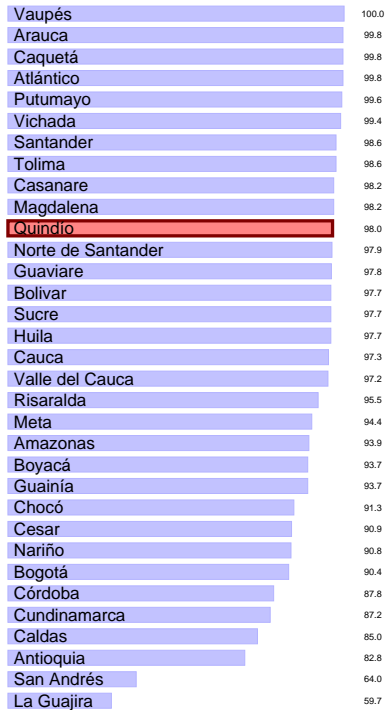 Vaupés 100.0
Arauca 99.8
Caquetá 99.8
Atlántico 99.8
Putumayo 99.6
Vichada 99.4
Santander 98.6
Tolima 98.6
Casanare 98.2
Magdalena 98.2
Quindío 98.0
Norte de Santander 97.9
Guaviare 97.8
Bolivar 97.7
Sucre 97.7
Huila 97.7
Cauca 97.3
Valle del Cauca 97.2
Risaralda 95.5
Meta 94.4
Amazonas 93.9
Boyacá 93.7
Guainía 93.7
Chocó 91.3
Cesar 90.9
Nariño 90.8
Bogotá 90.4
Córdoba 87.8
Cundinamarca 87.2
Caldas 85.0
Antioquia 82.8
San Andrés 64.0
La Guajira 59.7